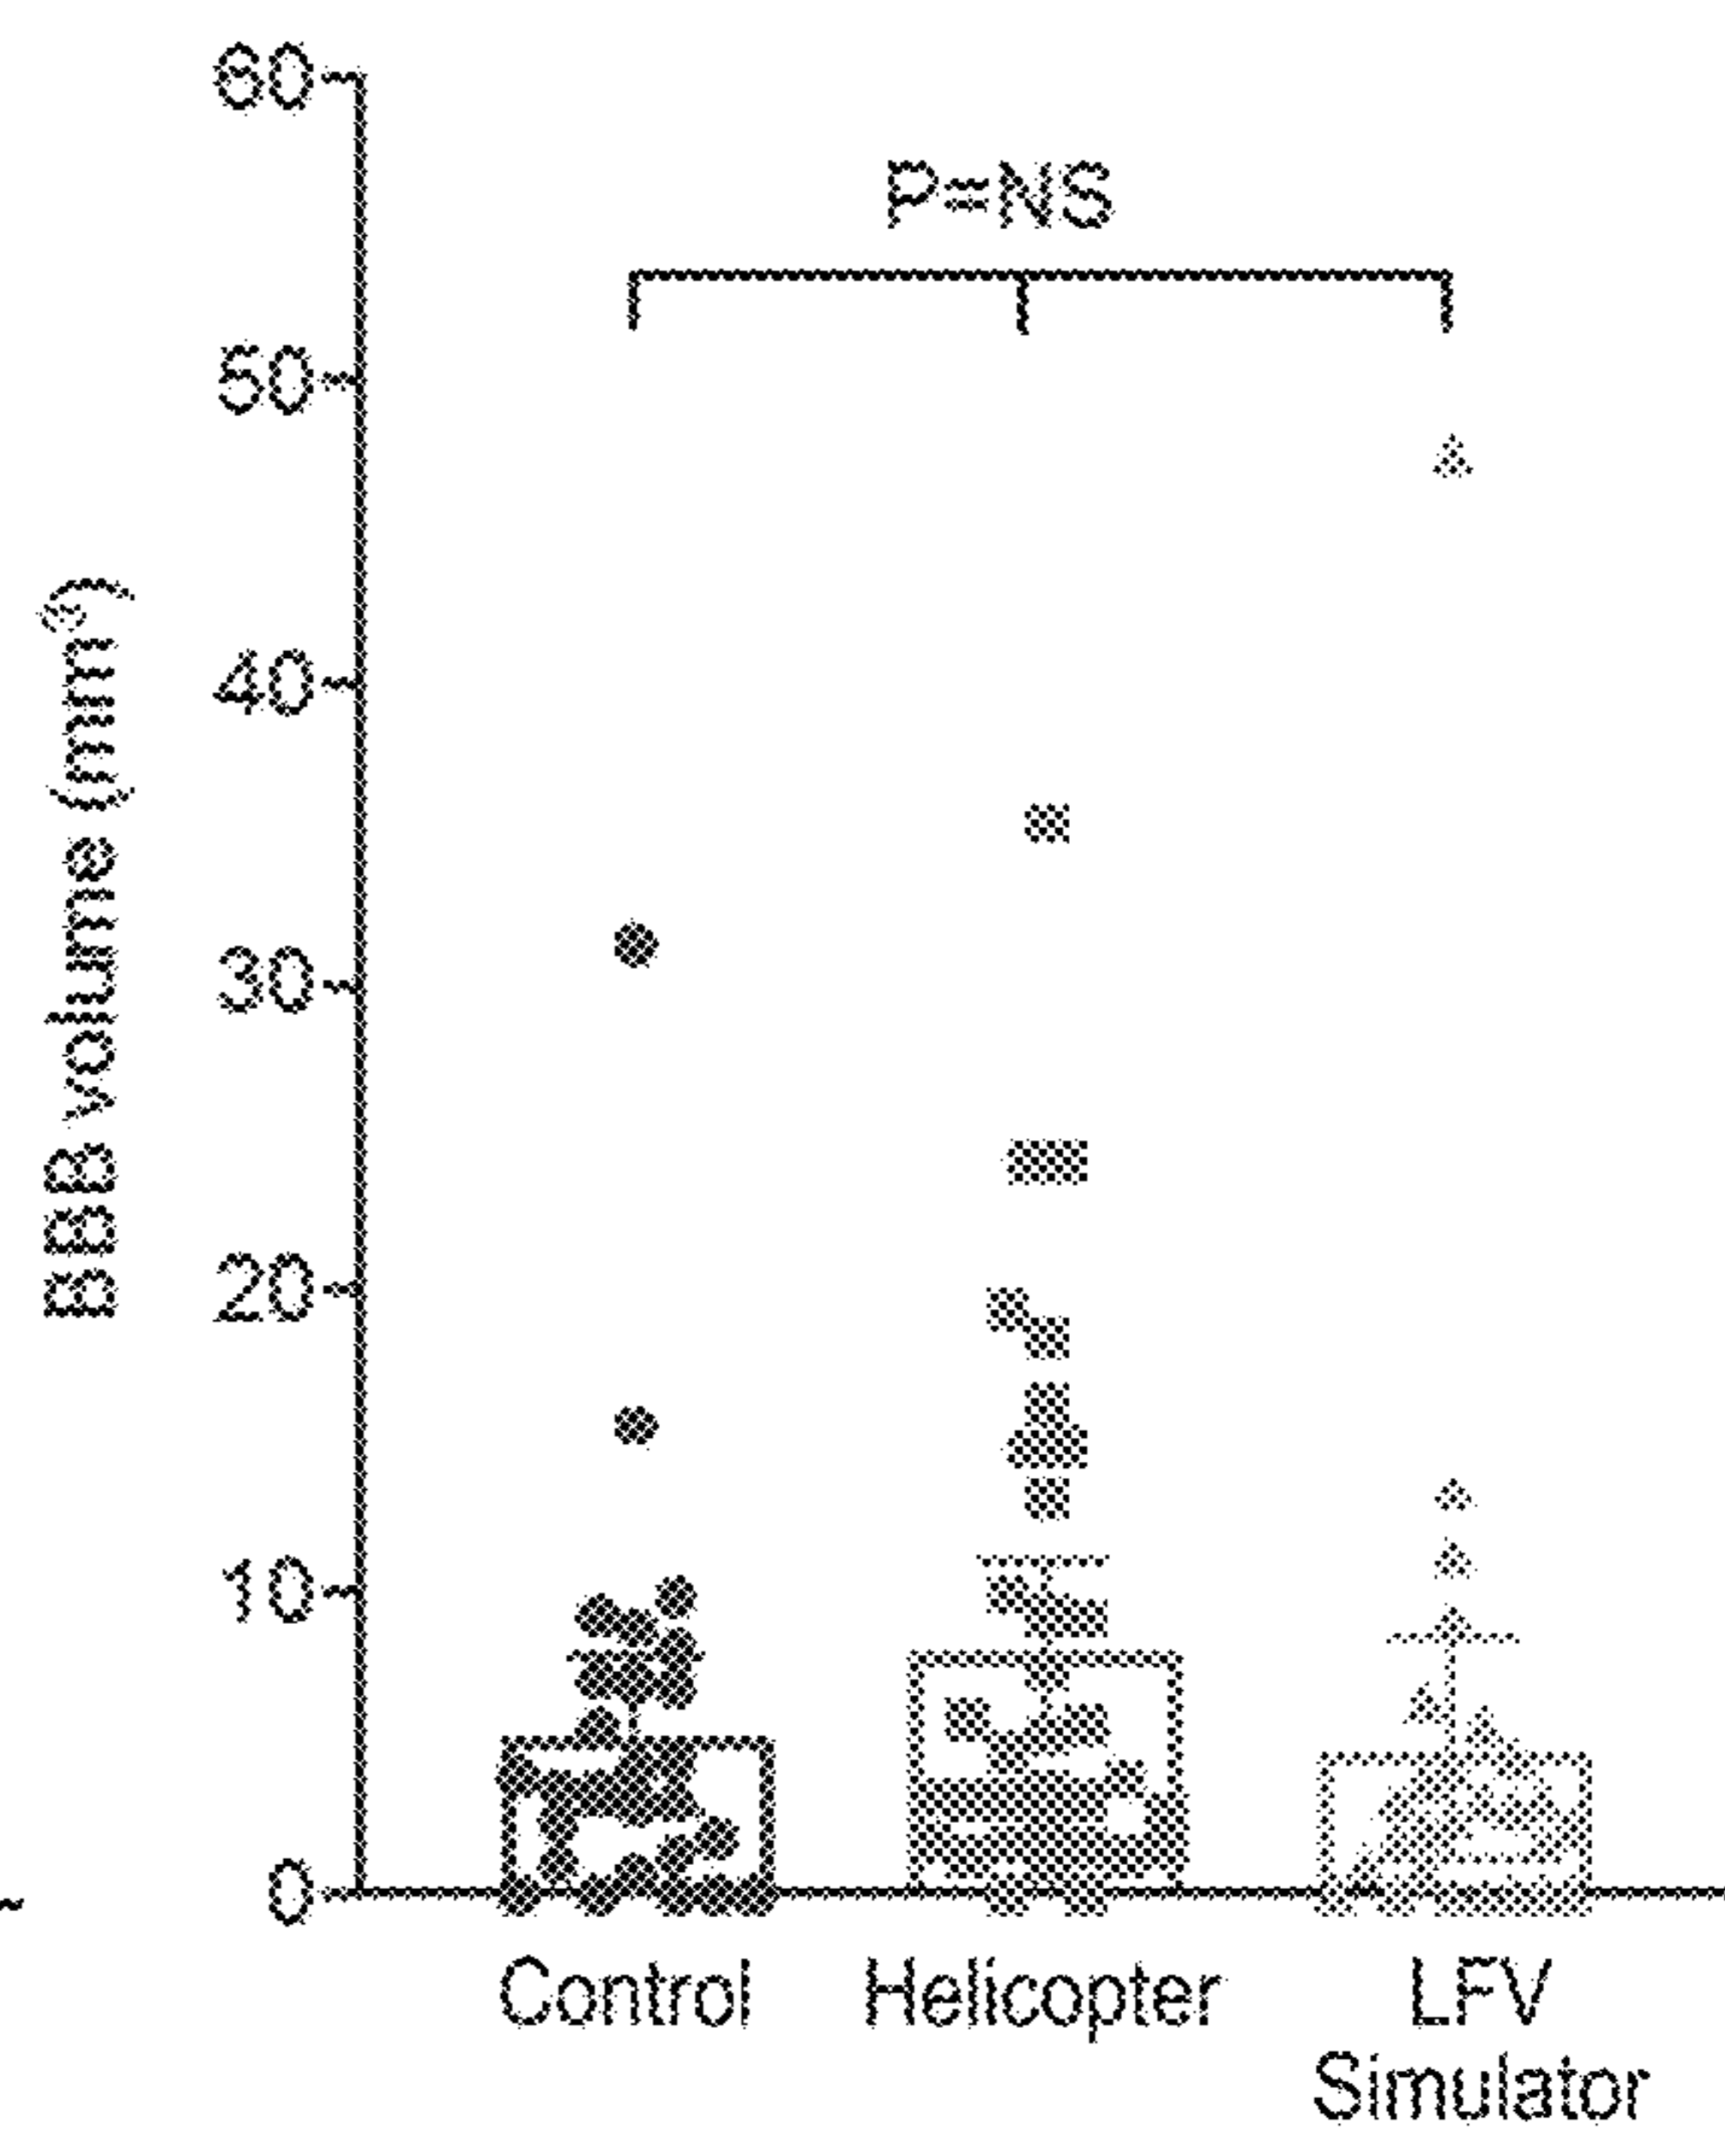 60
P=NS
50
40
30
20
10
0
BBB volume (mm³)
Control
Helicopter
LFV
Simulator